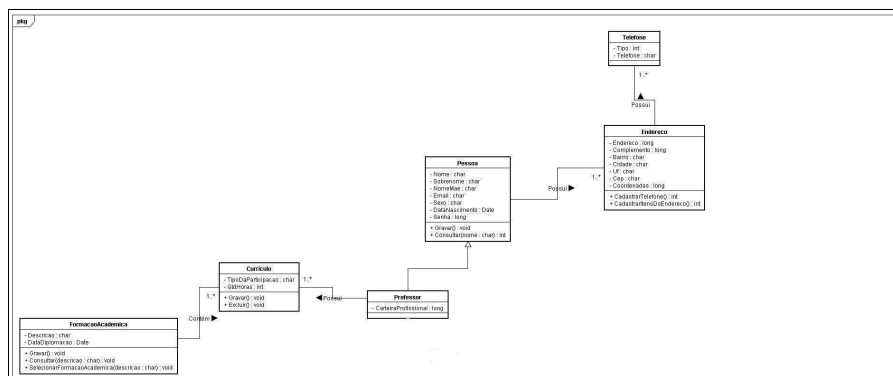 pkg
Telefone
- Tipo : int
- Telefone : char
1..*
Possui
Endereco
- Endereco : long
- Complemento : long
- Bairro : char
- Cidade : char
- Uf : char
- Cep : char
- Coordenadas : long
+ CadastrarTelefone() : int
+ CadastrarItensDoEndereco() : int
1..*
Possui
Pessoa
- Nome : char
- Sobrenome : char
- NomeMae : char
- Email : char
- Sexo : char
- DataNascimento : Date
- Senha : long
+ Gravar() : void
+ Consultar(nome : char) : int
Curriculo
- TipoDaParticipacao : char
- QtdHoras : int
+ Gravar() : void
+ Excluir() : void
1..*
1..*
Possui
Professor
- CarteiraProfissional : long
Contém
FormacaoAcademica
- Descricao : char
- DataDiplomacao : Date
+ Gravar() : void
+ Consultar(descricao : char) : void
+ SelecionarFormacaoAcademica(descricao : char) : void